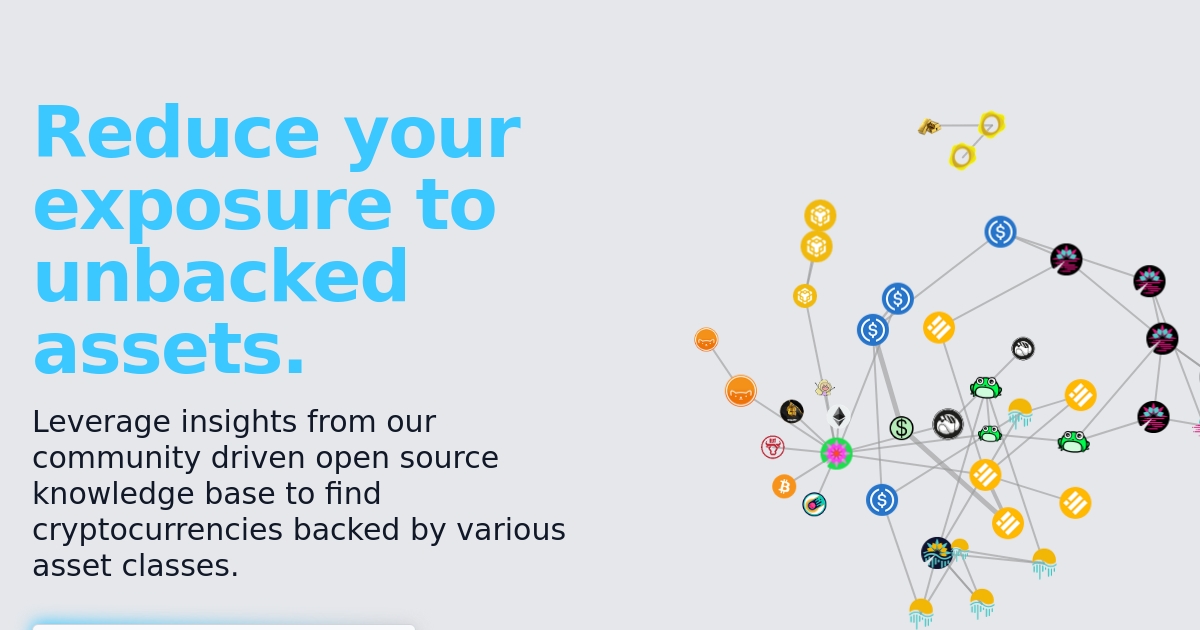 Reduce your
exposure to
unbacked
assets.
Leverage insights from our
community driven open source
knowledge base to find
cryptocurrencies backed by various
asset classes.